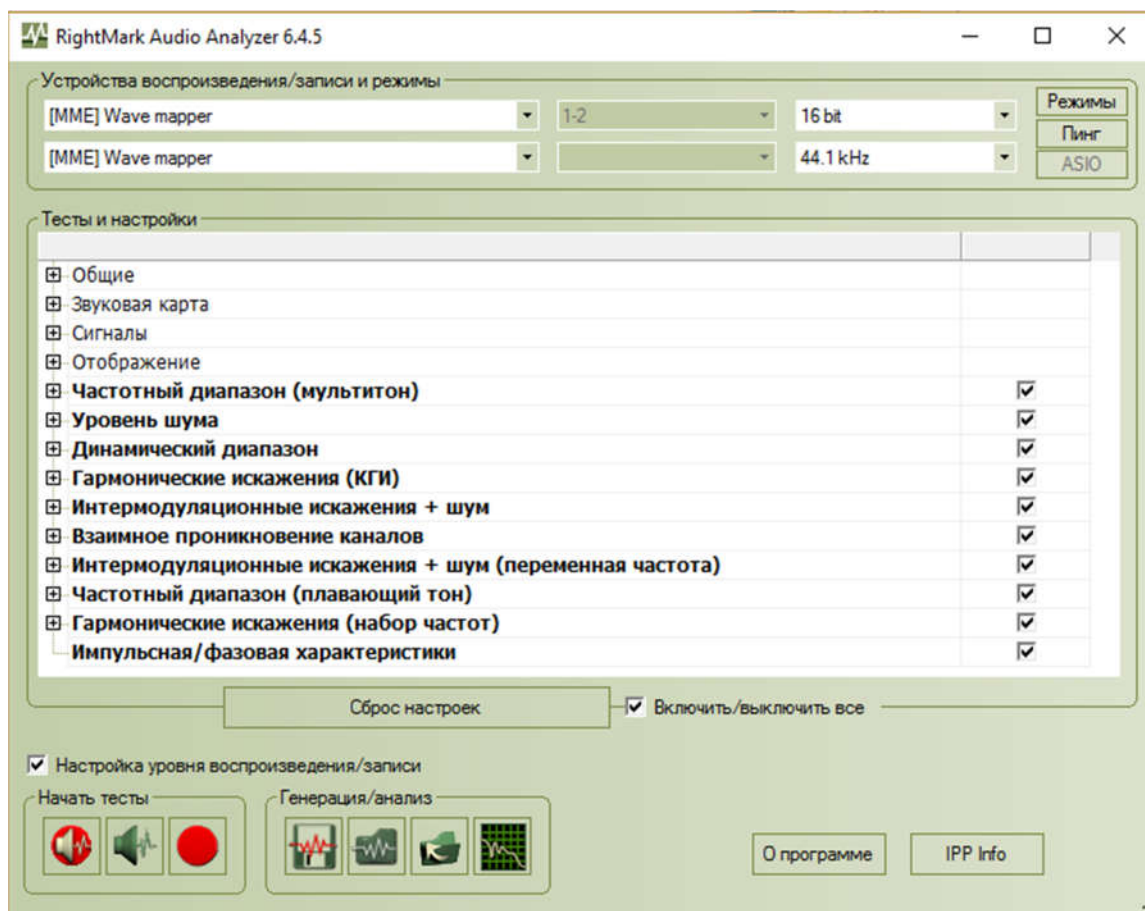 RightMark Audio Analyzer 6.4.5
Устройства воспроизведения/записи и режимы
[MME] Wave mapper 1-2 16 bit Режимы
Пинг
[MME] Wave mapper 44.1 kHz ASIO
Тесты и настройки
Общие
Звуковая карта
Сигналы
Отображение
Частотный диапазон (мультитон)
Уровень шума
Динамический диапазон
Гармонические искажения (КГИ)
Интермодуляционные искажения + шум
Взаимное проникновение каналов
Интермодуляционные искажения + шум (переменная частота)
Частотный диапазон (плавающий тон)
Гармонические искажения (набор частот)
Импульсная/фазовая характеристики
Сброс настроек Включить/выключить все
Настройка уровня воспроизведения/записи
Начать тесты Генерация/анализ
О программе IPP Info